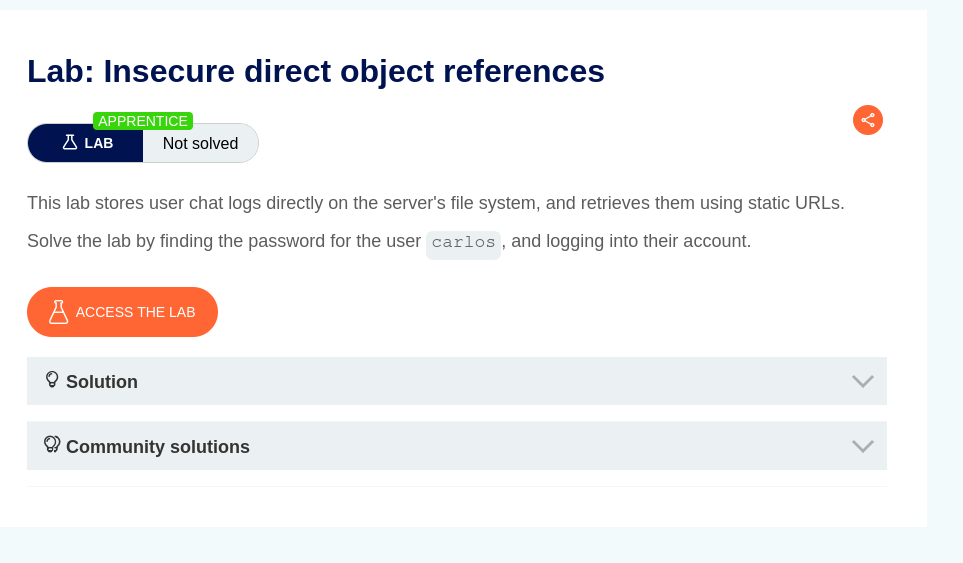 Lab: Insecure direct object references
APPRENTICE
LAB Not solved
This lab stores user chat logs directly on the server's file system, and retrieves them using static URLs.
Solve the lab by finding the password for the user carlos, and logging into their account.
ACCESS THE LAB
Solution
Community solutions